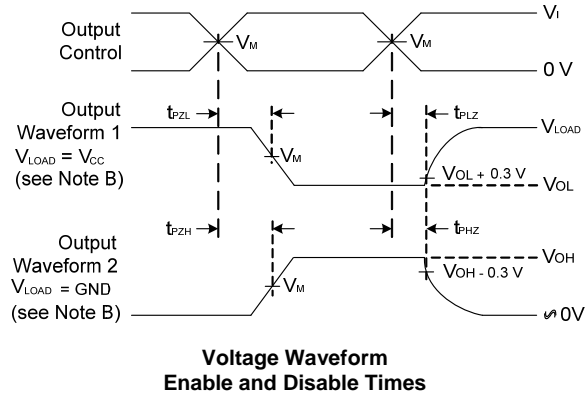 Output
Control
VM
VM
VI
0 V
Output
Waveform 1
VLOAD = VCC
(see Note B)
tPZL
VM
tPLZ
VLOAD
VOL + 0.3 V
VOL
Output
Waveform 2
VLOAD = GND
(see Note B)
tPZH
VM
tPHZ
VOH
VOH - 0.3 V
∽0V
Voltage Waveform
Enable and Disable Times